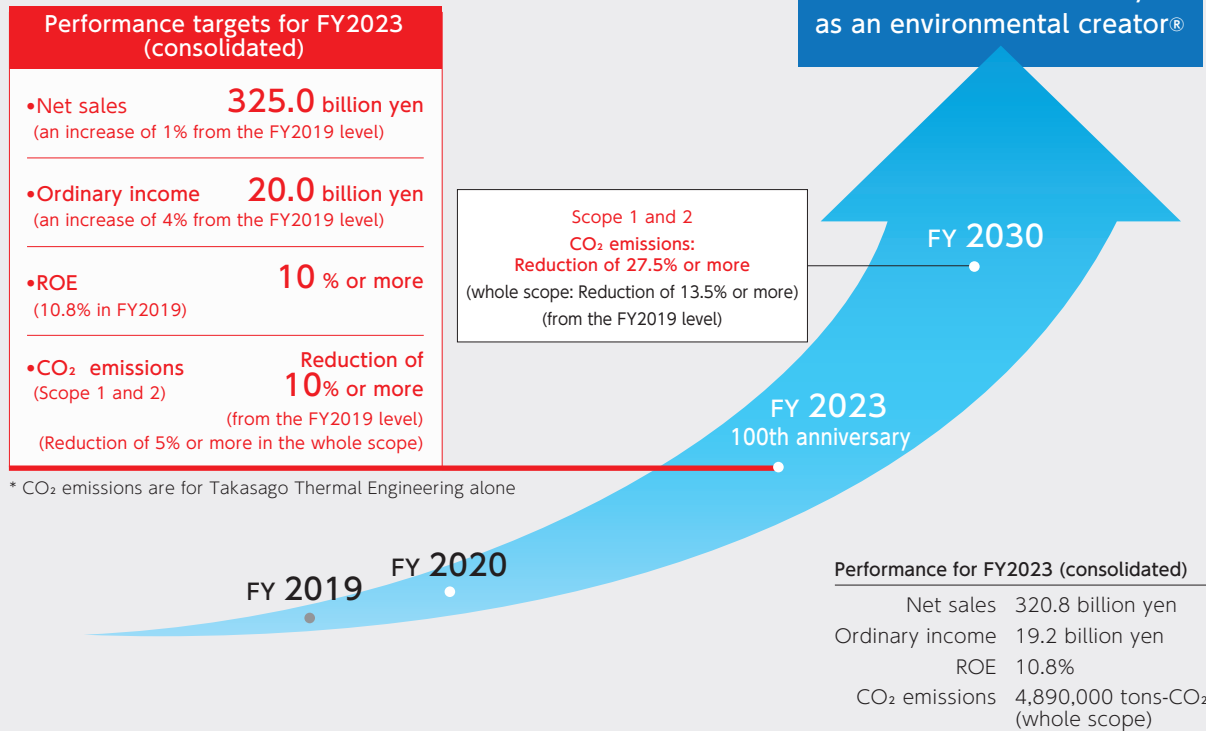 Performance targets for FY2023
(consolidated)
•Net sales 325.0 billion yen
(an increase of 1% from the FY2019 level)
•Ordinary income 20.0 billion yen
(an increase of 4% from the FY2019 level)
•ROE 10 % or more
(10.8% in FY2019)
•CO₂ emissions Reduction of
(Scope 1 and 2) 10% or more
(from the FY2019 level)
(Reduction of 5% or more in the whole scope)
* CO₂ emissions are for Takasago Thermal Engineering alone
as an environmental creator®
Scope 1 and 2
CO₂ emissions:
Reduction of 27.5% or more
(whole scope: Reduction of 13.5% or more)
(from the FY2019 level)
FY 2030
FY 2023
100th anniversary
FY 2020
FY 2019
Performance for FY2023 (consolidated)
Net sales 320.8 billion yen
Ordinary income 19.2 billion yen
ROE 10.8%
CO₂ emissions 4,890,000 tons-CO₂
(whole scope)